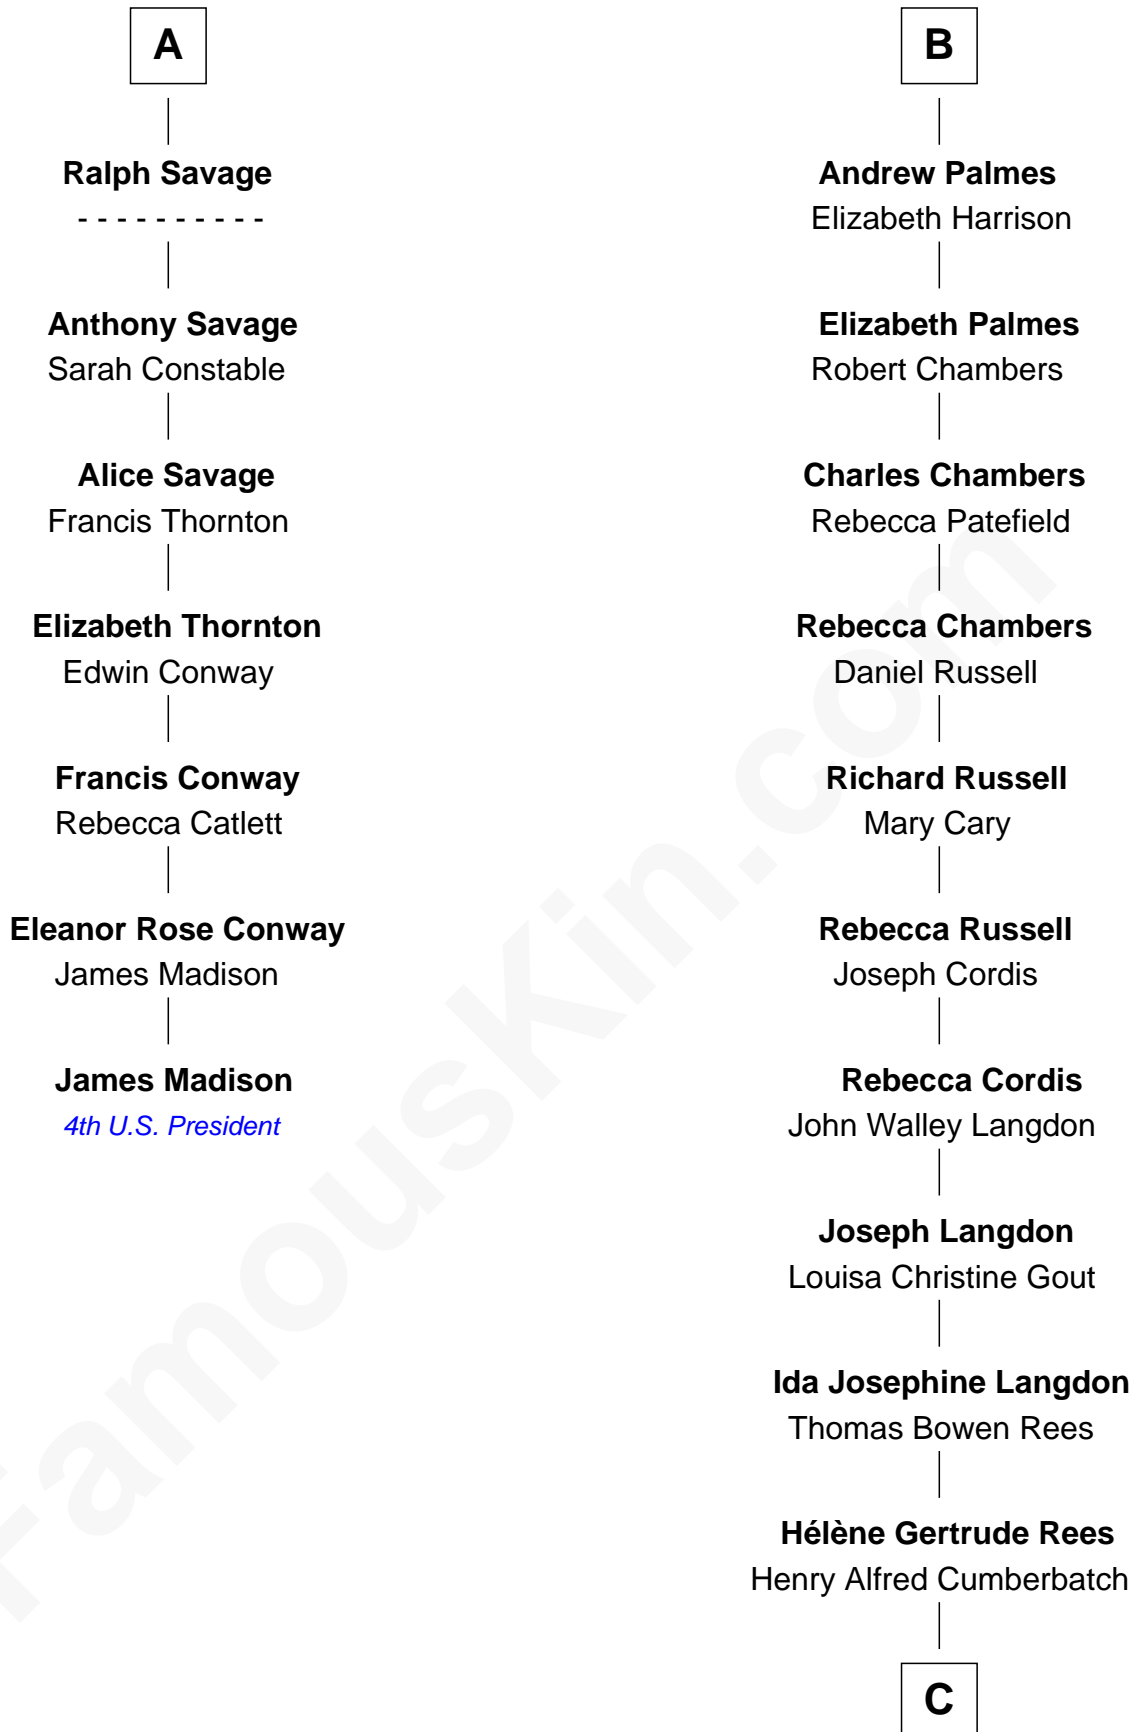 A
Ralph Savage
- - - - - - - - - -
Anthony Savage
Sarah Constable
Alice Savage
Francis Thornton
Elizabeth Thornton
Edwin Conway
Francis Conway
Rebecca Catlett
Eleanor Rose Conway
James Madison
James Madison
4th U.S. President
B
Andrew Palmes
Elizabeth Harrison
Elizabeth Palmes
Robert Chambers
Charles Chambers
Rebecca Patefield
Rebecca Chambers
Daniel Russell
Richard Russell
Mary Cary
Rebecca Russell
Joseph Cordis
Rebecca Cordis
John Walley Langdon
Joseph Langdon
Louisa Christine Gout
Ida Josephine Langdon
Thomas Bowen Rees
Hélène Gertrude Rees
Henry Alfred Cumberbatch
C
FamousKin.com